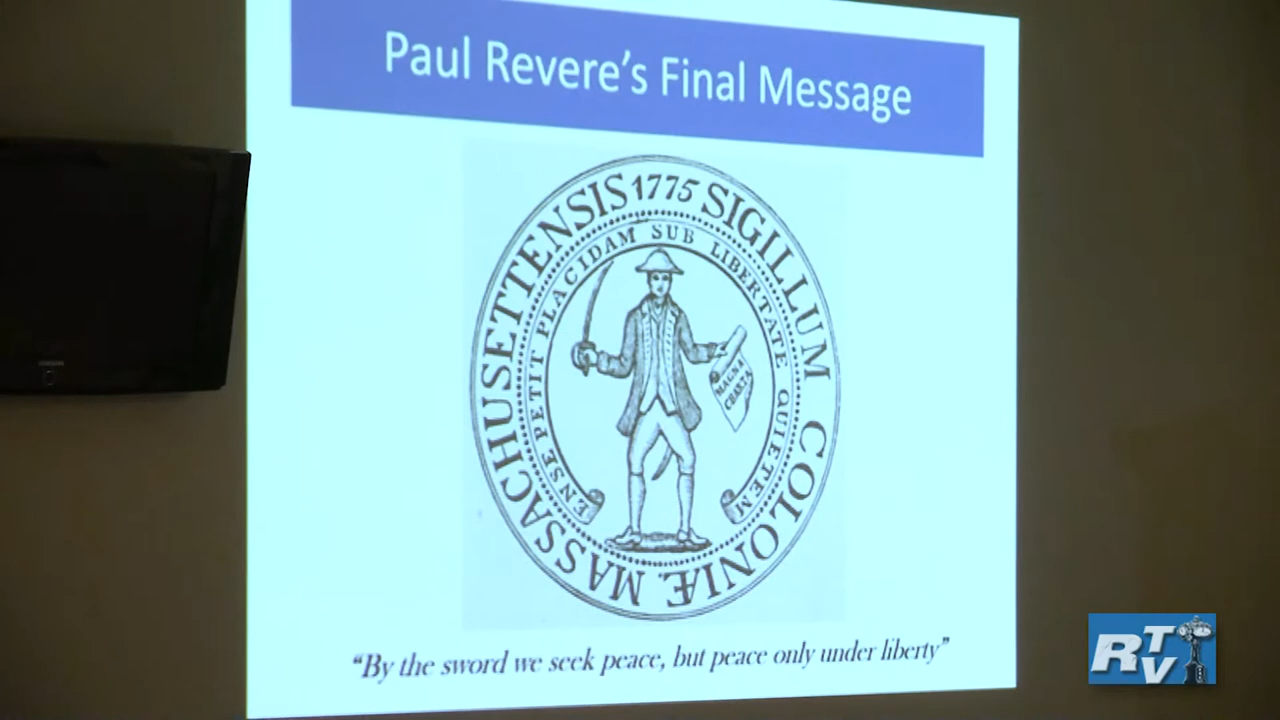 Paul Revere's Final Message
MASSACHUSETTENSIS 1775 SIGILLUM COLONIÆ
ENSE PETIT PLACIDAM SUB LIBERTATE QUIETEM
MAGNA
CHARTA
"By the sword we seek peace, but peace only under liberty"
RTV